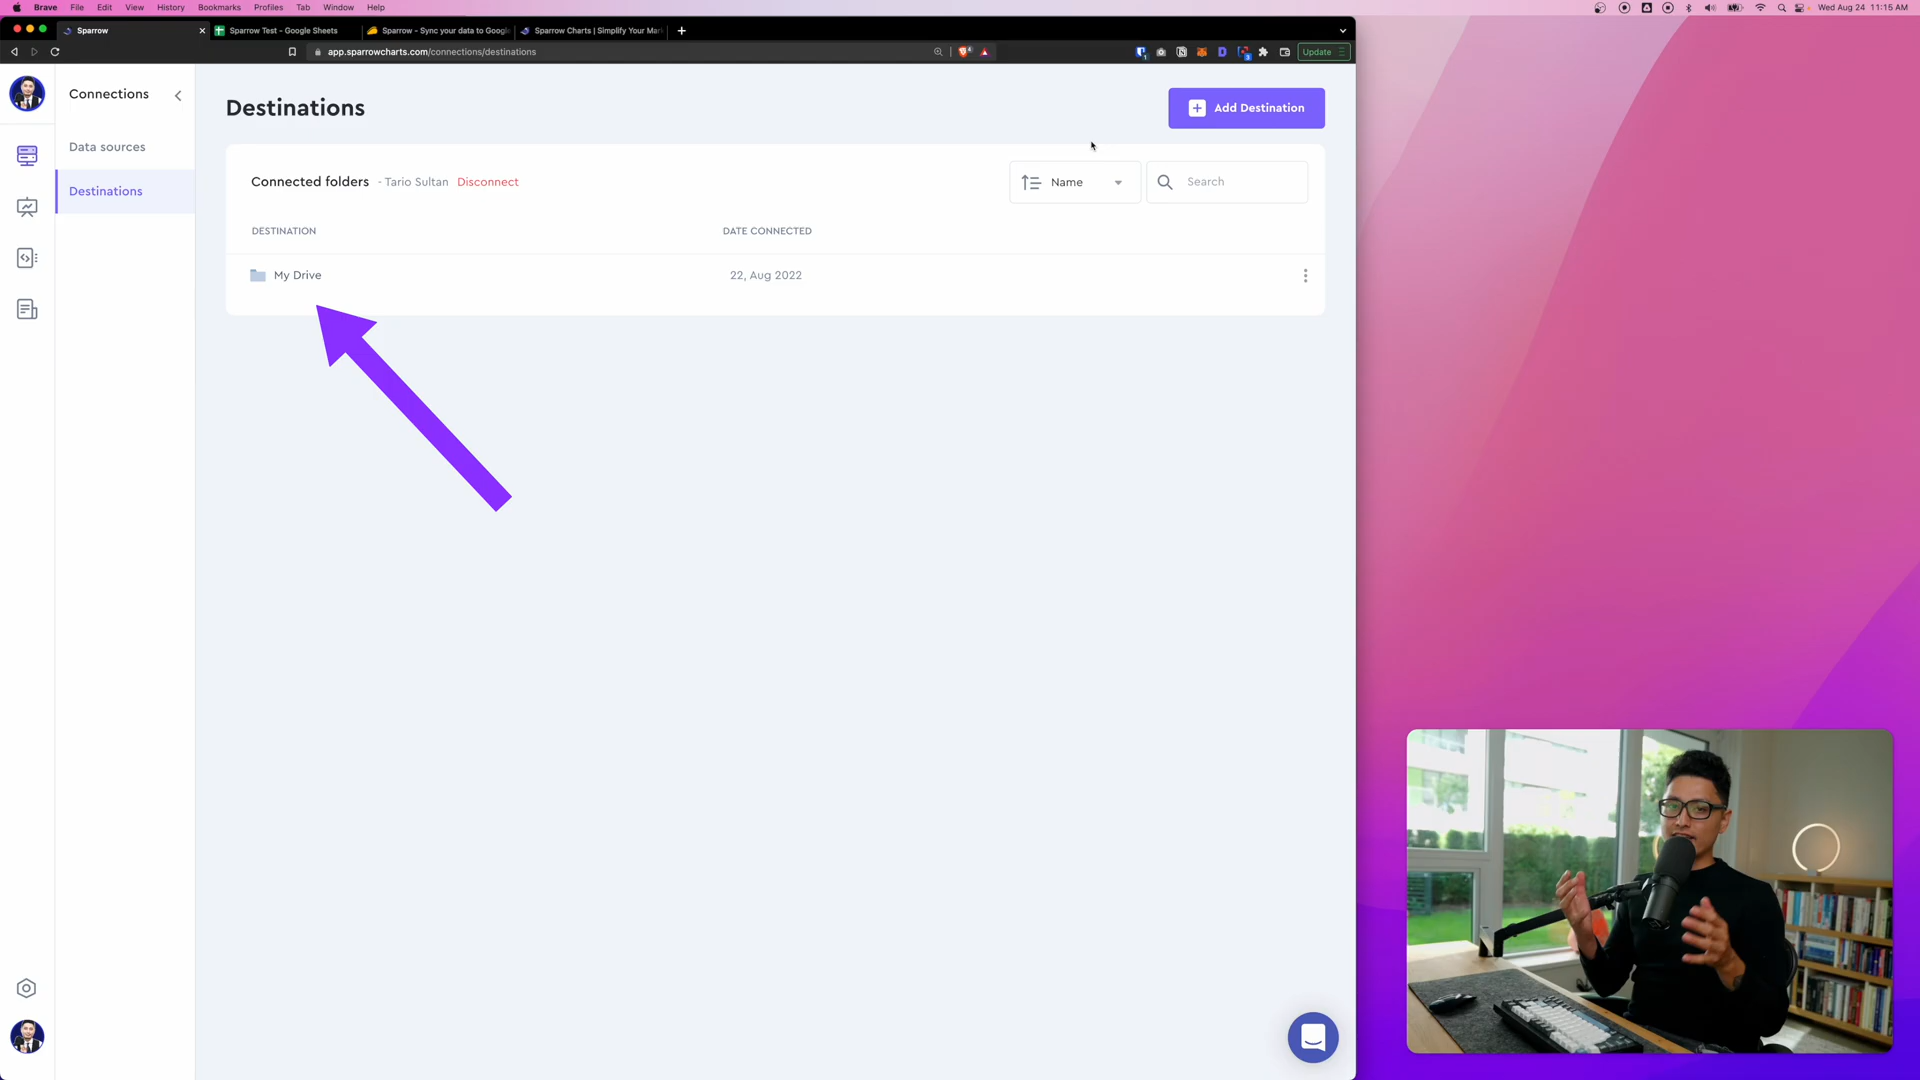 Brave File Edit View History Bookmarks Profiles Tab Window Help
Wed Aug 24 11:15 AM
Sparrow
Sparrow Test - Google Sheets
Sparrow - Sync your data to Googl
Sparrow Charts | Simplify Your Mar
app.sparrowcharts.com/connections/destinations
Update
Connections
Data sources
Destinations
Destinations
Add Destination
Connected folders - Tario Sultan Disconnect
Name
Search
DESTINATION
DATE CONNECTED
My Drive
22, Aug 2022